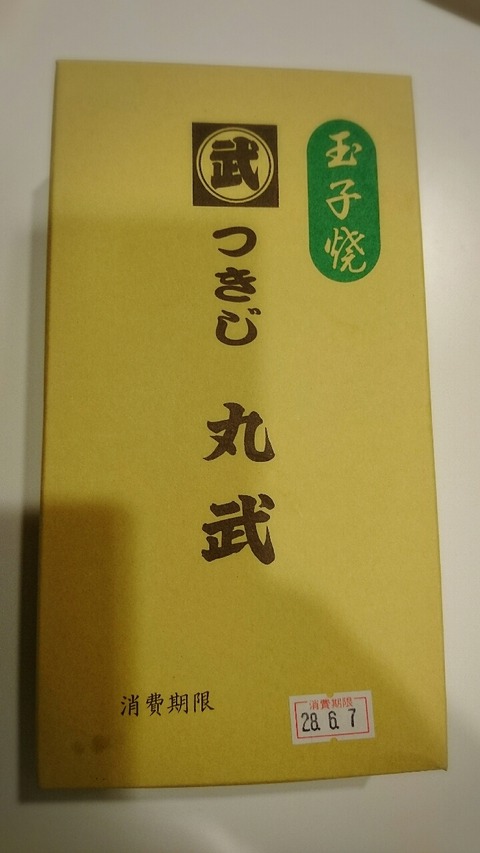 玉子焼
武
つきじ 丸武
消費期限
消費期限
28.6.7